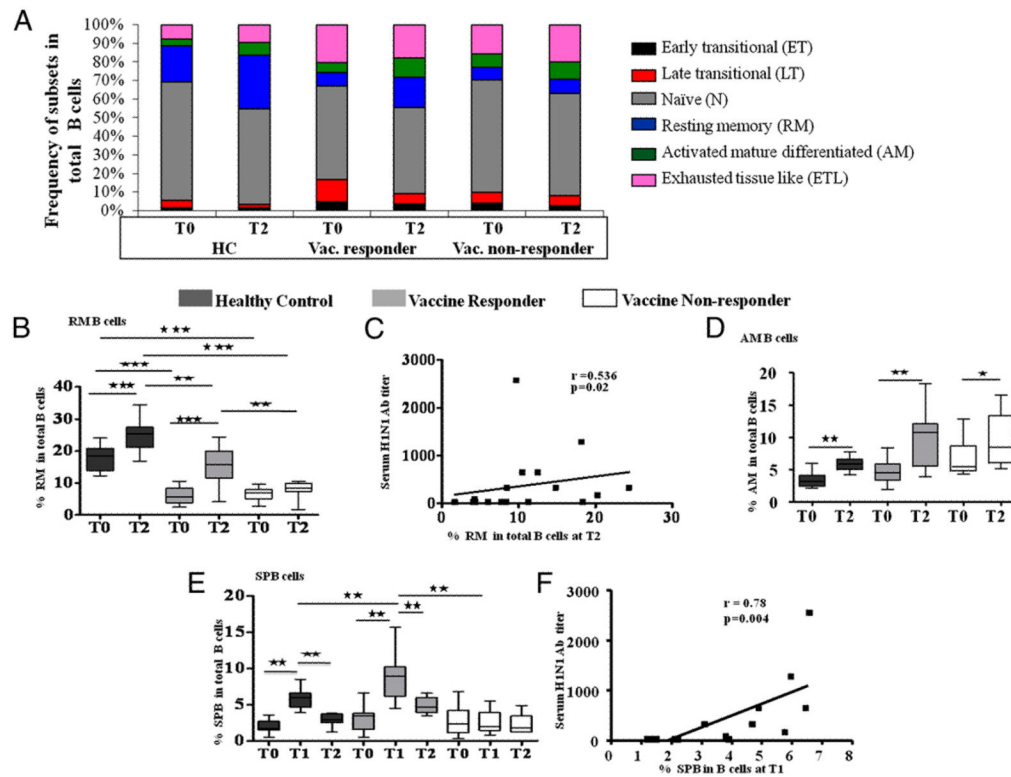 A
Frequency of subsets in
total B cells
100%
90%
80%
70%
60%
50%
40%
30%
20%
10%
0%
T0 T2 T0 T2 T0 T2
HC Vac. responder Vac. non-responder
Early transitional (ET)
Late transitional (LT)
Naïve (N)
Resting memory (RM)
Activated mature differentiated (AM)
Exhausted tissue like (ETL)
Healthy Control Vaccine Responder Vaccine Non-responder
B
RM B cells
★★★
★★★
★★★
★★★ ★★
★★★ ★★
% RM in total B cells
40
30
20
10
0
T0 T2 T0 T2 T0 T2
C
r =0.536
p=0.02
Serum H1N1 Ab titer
3000
2000
1000
0
0 10 20 30
% RM in total B cells at T2
D
AM B cells
★★ ★★ ★
% AM in total B cells
20
15
10
5
0
T0 T2 T0 T2 T0 T2
E
SPB cells
★★ ★★
★★ ★★
★★ ★★
% SPB in total B cells
20
15
10
5
0
T0 T1 T2 T0 T1 T2 T0 T1 T2
F
r = 0.78
p=0.004
Serum H1N1 Ab titer
3000
2000
1000
0
0 1 2 3 4 5 6 7 8
% SPB in B cells at T1